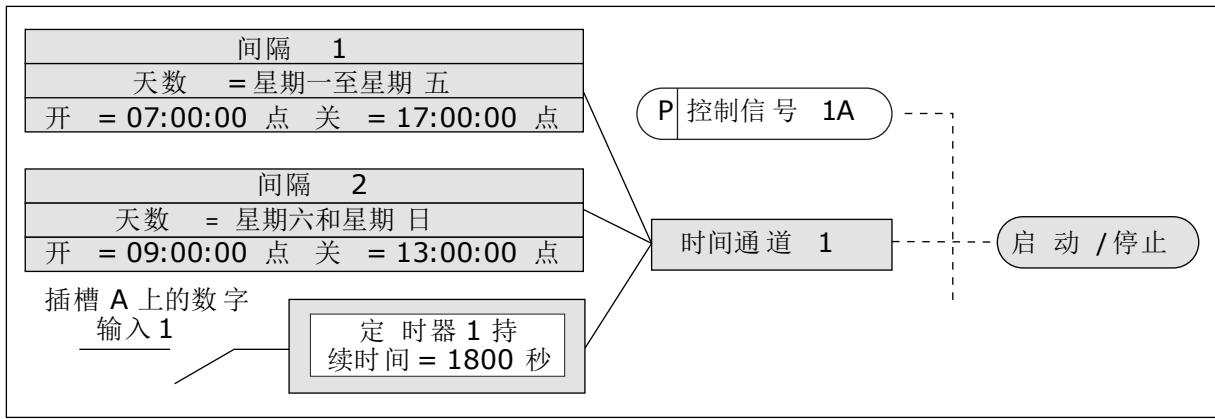 间隔 1
天数 = 星期一至星期 五
开 = 07:00:00 点 关 = 17:00:00 点
P 控制信 号 1A
间隔 2
天数 = 星期六和星期 日
开 = 09:00:00 点 关 = 13:00:00 点
时间通 道 1
启 动 /停止
插槽 A 上的数 字
输入 1
定 时器 1 持
续时 间 = 1800 秒